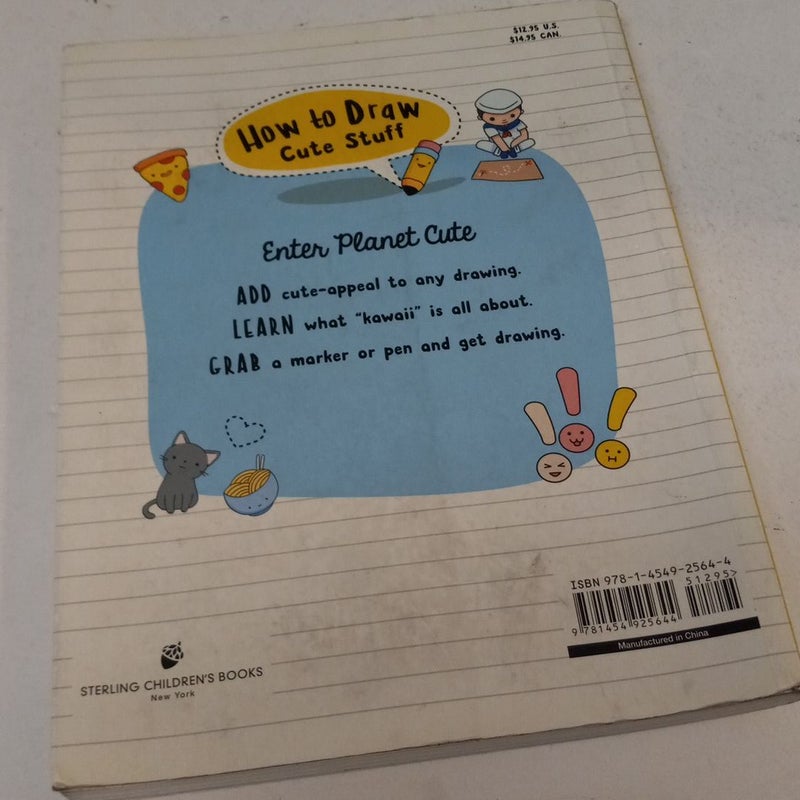 $12.95 U.S.
$14.95 CAN.
How to Draw
Cute Stuff
Enter Planet Cute
ADD cute-appeal to any drawing.
LEARN what “kawaii” is all about.
GRAB a marker or pen and get drawing.
ISBN 978-1-4549-2564-4
51295>
9 781454 925644
Manufactured in China
STERLING CHILDREN'S BOOKS
New York